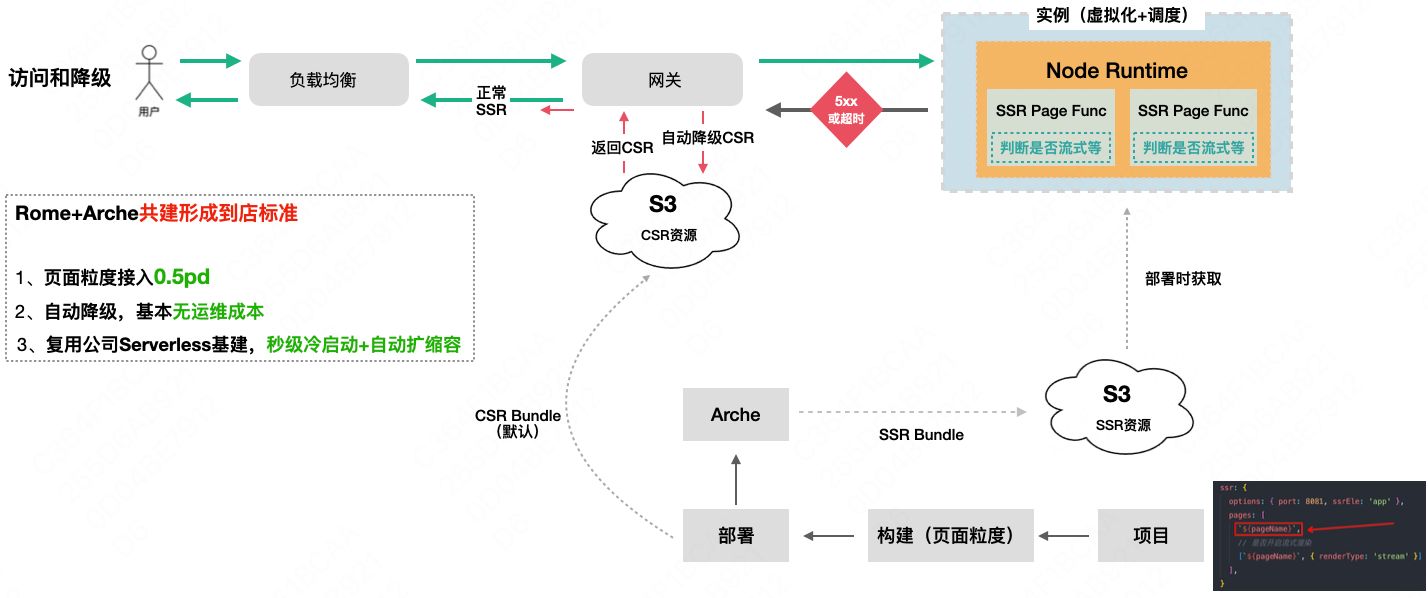 实例（虚拟化+调度）
访问和降级
用户
负载均衡
正常
SSR
网关
5xx
或超时
Node Runtime
SSR Page Func
SSR Page Func
判断是否流式等
判断是否流式等
返回CSR
自动降级CSR
S3
CSR资源
Rome+Arche共建形成到店标准
1、页面粒度接入0.5pd
2、自动降级，基本无运维成本
3、复用公司Serverless基建，秒级冷启动+自动扩缩容
部署时获取
CSR Bundle
（默认）
Arche
SSR Bundle
S3
SSR资源
部署
构建（页面粒度）
项目
ssr: {
options: { port: 8081, ssrEle: 'app' },
pages: [
`${pageName}`,
// 是否开启流式渲染
[`${pageName}`, { renderType: 'stream' }]
],
}